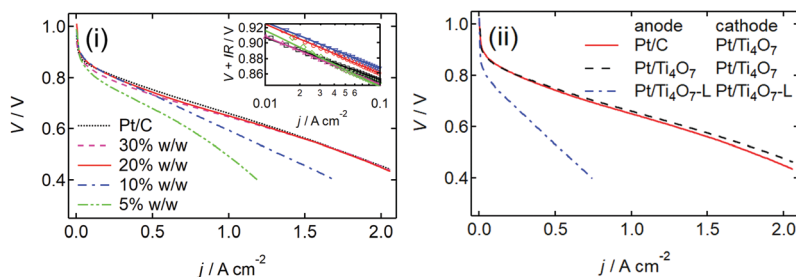 (i)
V + IR / V
0.92
0.90
0.88
0.86
0.01
2
3
4
5
6
0.1
j / A cm⁻²
1.0
0.8
0.6
0.4
V / V
Pt/C
30% w/w
20% w/w
10% w/w
5% w/w
0.0
0.5
1.0
1.5
2.0
j / A cm⁻²
(ii)
anode cathode
Pt/C Pt/Ti₄O₇
Pt/Ti₄O₇ Pt/Ti₄O₇
Pt/Ti₄O₇-L Pt/Ti₄O₇-L
1.0
0.8
0.6
0.4
V / V
0.0
0.5
1.0
1.5
2.0
j / A cm⁻²